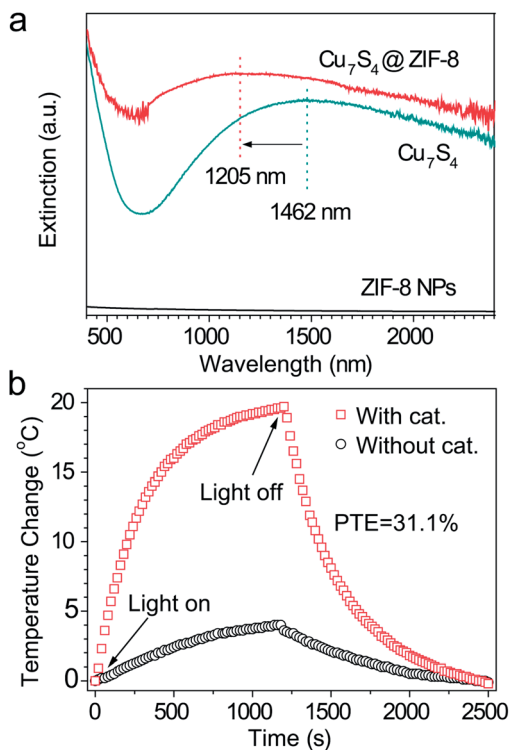 a
Cu₇S₄@ZIF-8
Cu₇S₄
1205 nm
1462 nm
ZIF-8 NPs
Extinction (a.u.)
500 1000 1500 2000
Wavelength (nm)
b
20
15
10
5
0
With cat.
Without cat.
Light off
PTE=31.1%
Light on
Temperature Change (°C)
0 500 1000 1500 2000 2500
Time (s)